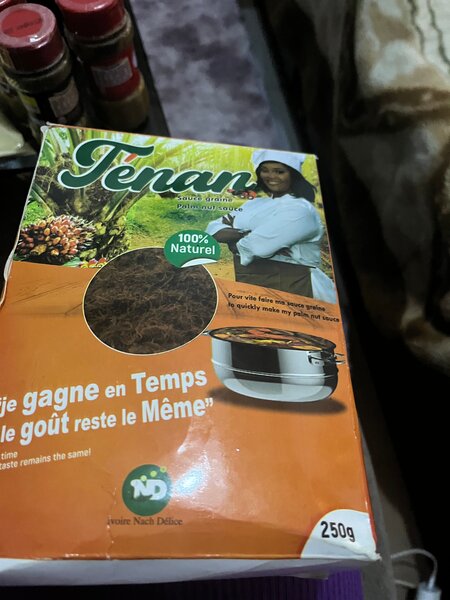 Tenan
Sauce graine
Palm nut sauce
100%
Naturel
Pour vite faire ma sauce graine
to quickly make my palm nut sauce
je gagne en Temps
le goût reste le Même"
time
taste remains the same!
ND
Ivoire Nach Délice
250g